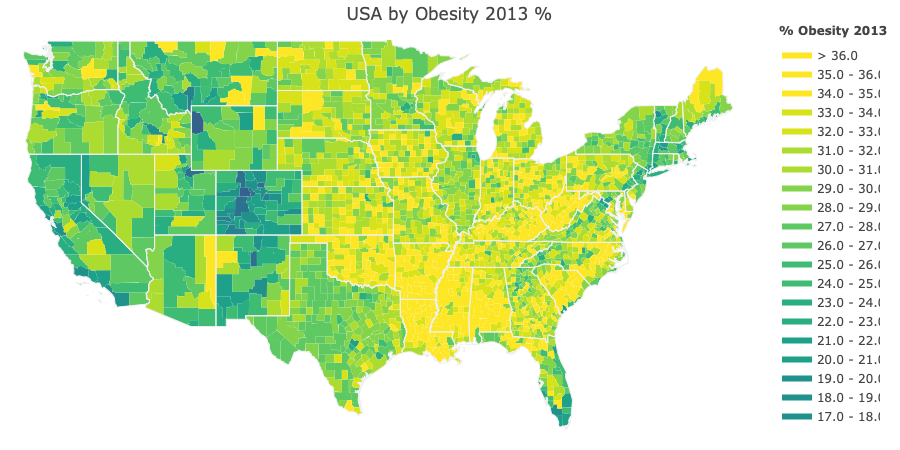 USA by Obesity 2013 %
% Obesity 2013
> 36.0
35.0 - 36.(
34.0 - 35.(
33.0 - 34.(
32.0 - 33.(
31.0 - 32.(
30.0 - 31.(
29.0 - 30.(
28.0 - 29.(
27.0 - 28.(
26.0 - 27.(
25.0 - 26.(
24.0 - 25.(
23.0 - 24.(
22.0 - 23.(
21.0 - 22.(
20.0 - 21.(
19.0 - 20.(
18.0 - 19.(
17.0 - 18.(